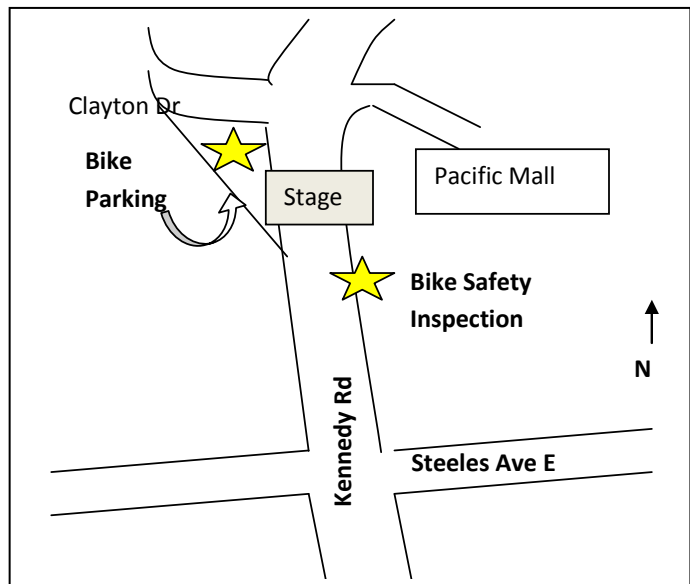 Clayton Dr
Bike
Parking
Stage
Pacific Mall
Bike Safety
Inspection
N
Kennedy Rd
Steeles Ave E